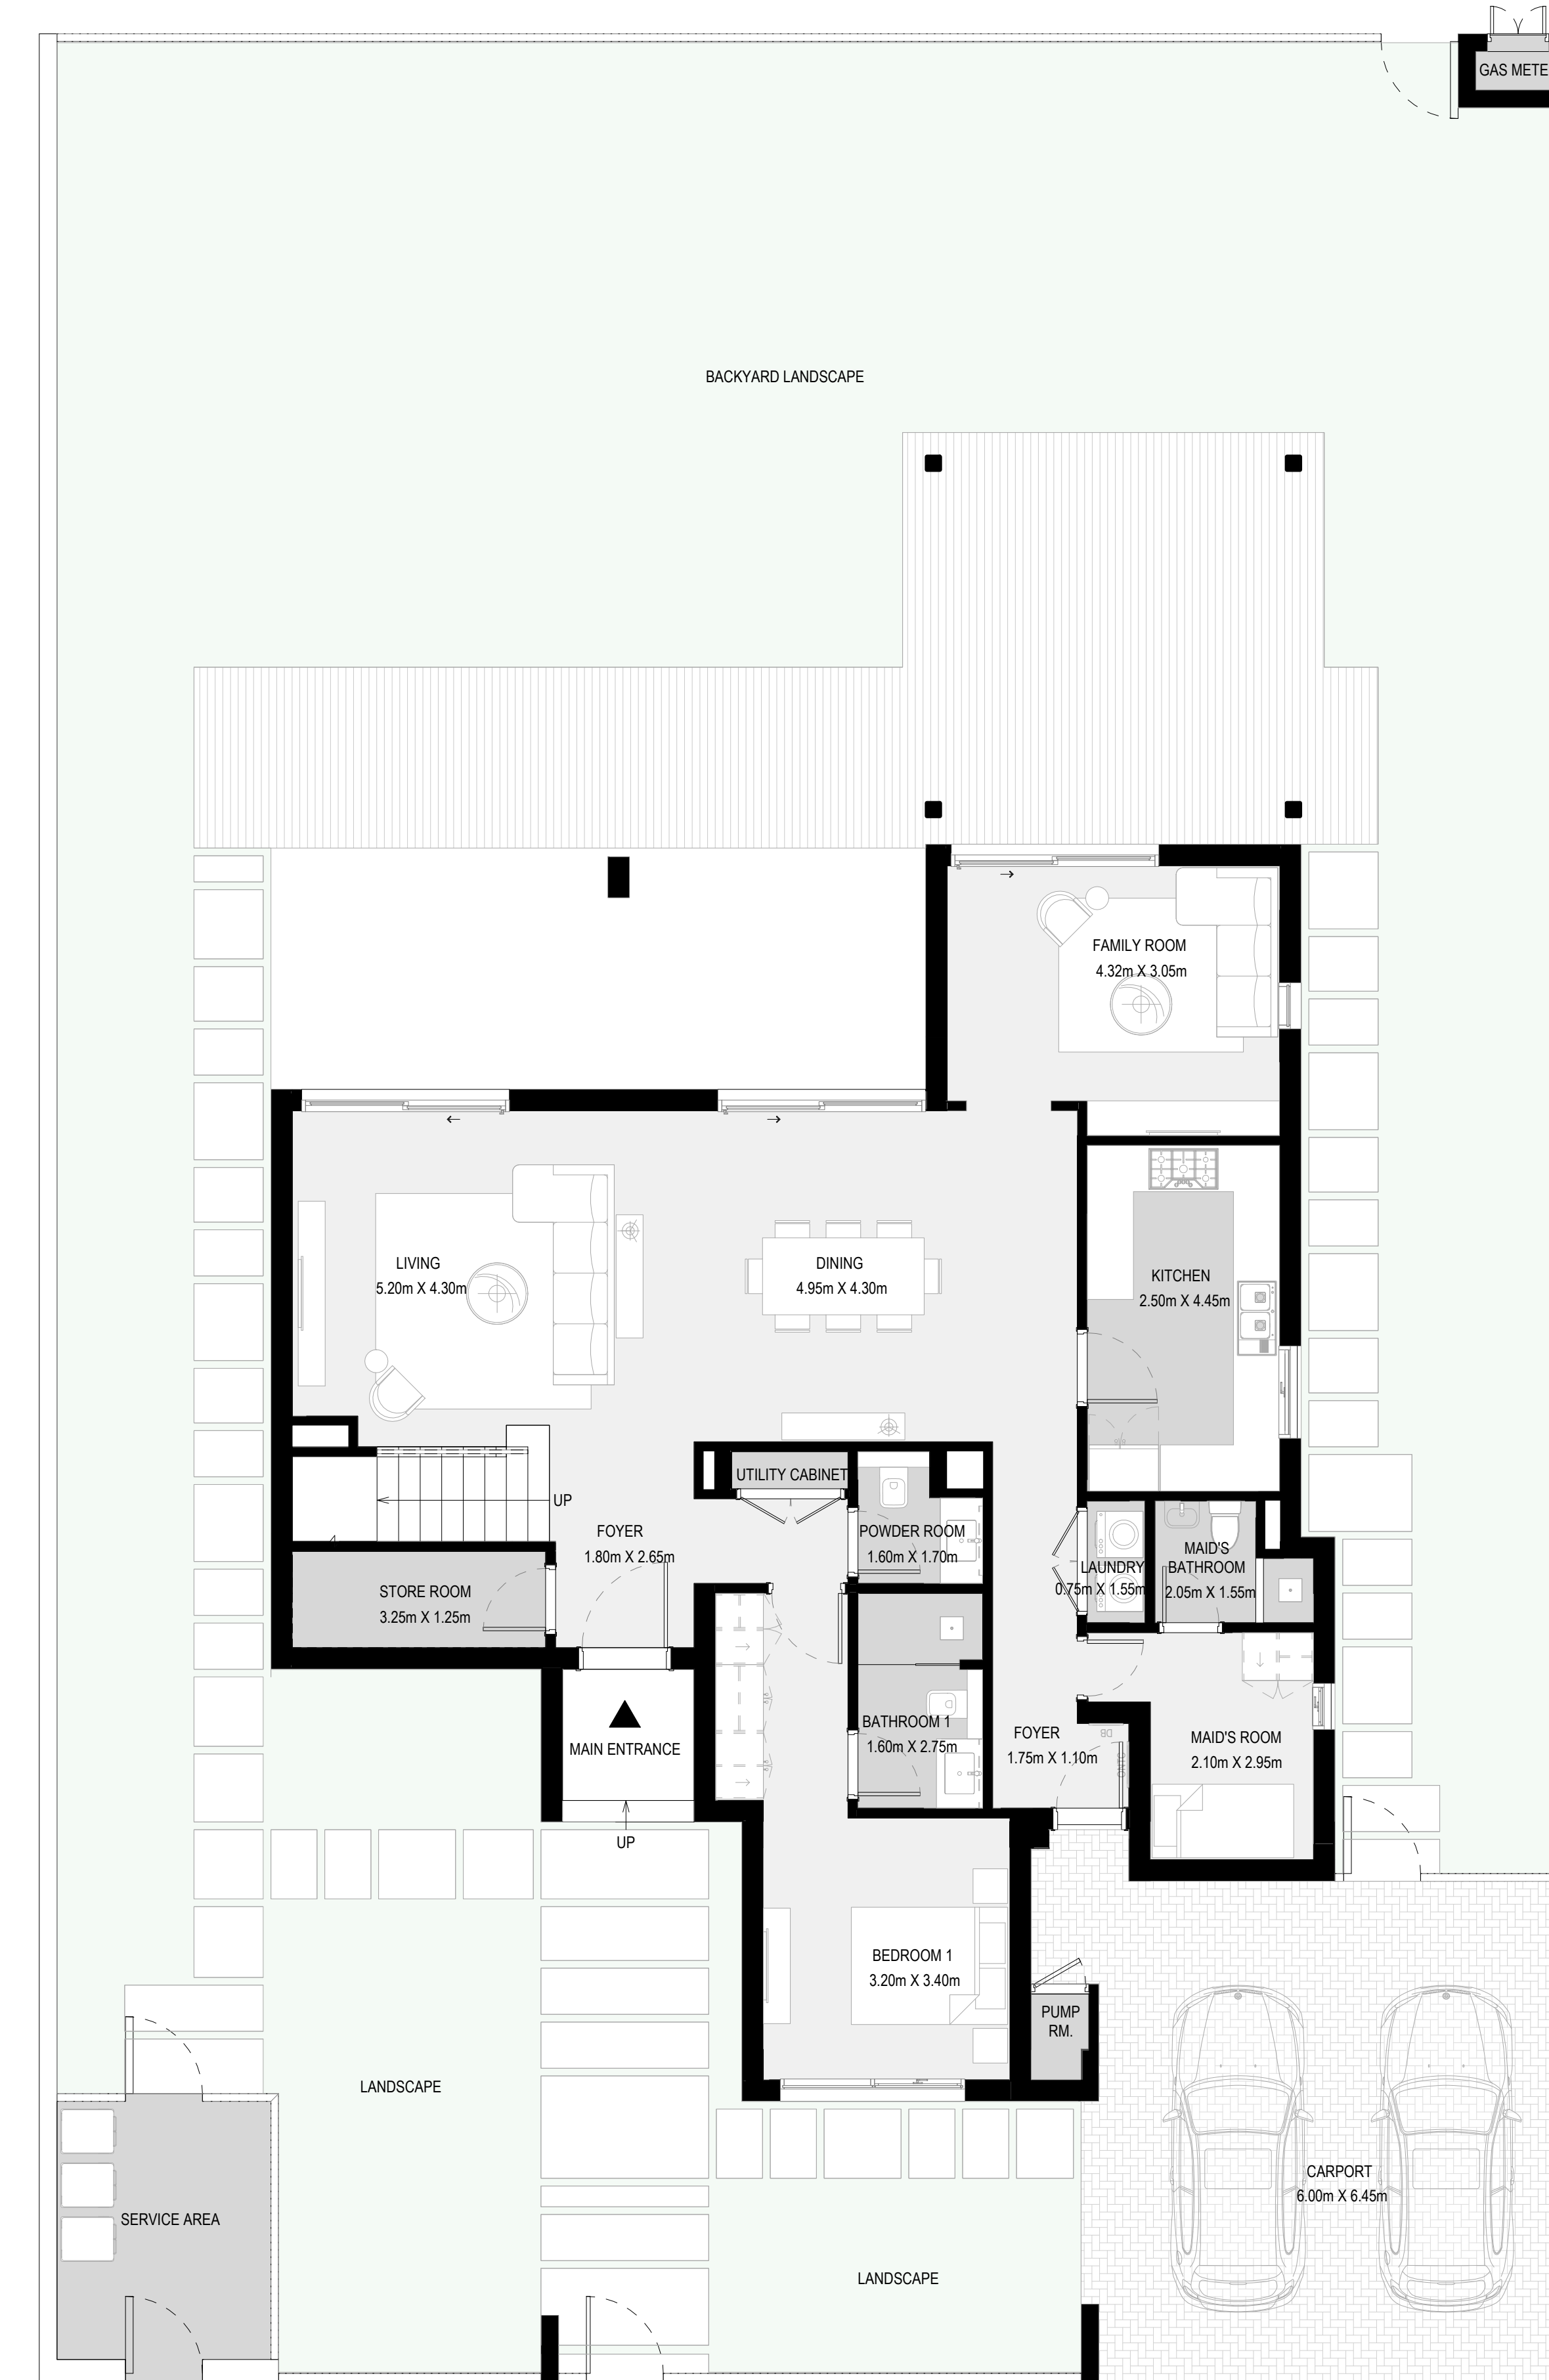 GAS METE
BACKYARD LANDSCAPE
FAMILY ROOM
4.32m X 3.05m
LIVING
5.20m X 4.30m
DINING
4.95m X 4.30m
KITCHEN
2.50m X 4.45m
UTILITY CABINET
UP
FOYER
1.80m X 2.65m
POWDER ROOM
1.60m X 1.70m
LAUNDRY
0.75m X 1.55m
MAID'S
BATHROOM
2.05m X 1.55m
STORE ROOM
3.25m X 1.25m
MAIN ENTRANCE
UP
BATHROOM 1
1.60m X 2.75m
FOYER
1.75m X 1.10m
DB
MAID'S ROOM
2.10m X 2.95m
BEDROOM 1
3.20m X 3.40m
PUMP
RM.
LANDSCAPE
CARPORT
6.00m X 6.45m
SERVICE AREA
LANDSCAPE